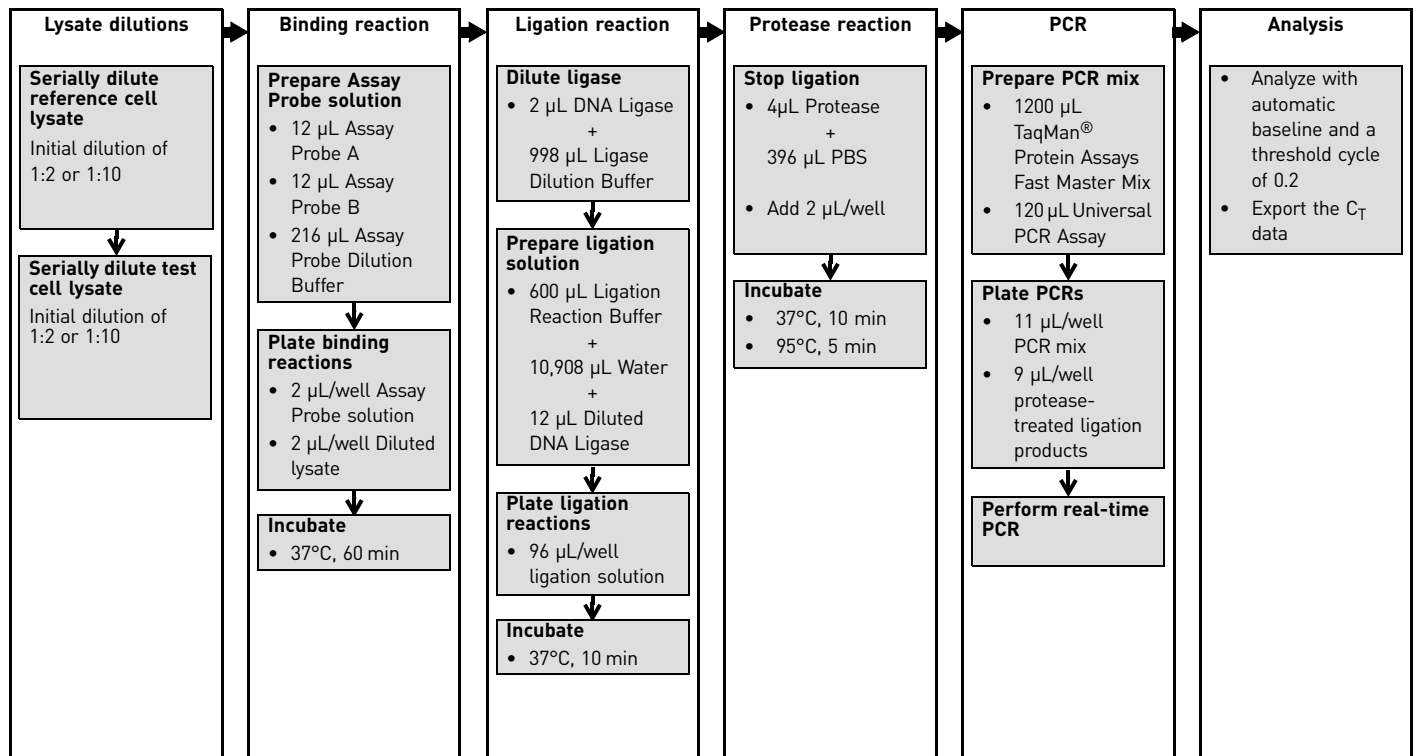 Lysate dilutions
Serially dilute
reference cell
lysate
Initial dilution of
1:2 or 1:10
Serially dilute test
cell lysate
Initial dilution of
1:2 or 1:10
Binding reaction
Prepare Assay
Probe solution
• 12 µL Assay
Probe A
• 12 µL Assay
Probe B
• 216 µL Assay
Probe Dilution
Buffer
Plate binding
reactions
• 2 µL/well Assay
Probe solution
• 2 µL/well Diluted
lysate
Incubate
• 37°C, 60 min
Ligation reaction
Dilute ligase
• 2 µL DNA Ligase
+
998 µL Ligase
Dilution Buffer
Prepare ligation
solution
• 600 µL Ligation
Reaction Buffer
+
10,908 µL Water
+
12 µL Diluted
DNA Ligase
Plate ligation
reactions
• 96 µL/well
ligation solution
Incubate
• 37°C, 10 min
Protease reaction
Stop ligation
• 4µL Protease
+
396 µL PBS
• Add 2 µL/well
Incubate
• 37°C, 10 min
• 95°C, 5 min
PCR
Prepare PCR mix
• 1200 µL
TaqMan®
Protein Assays
Fast Master Mix
• 120 µL Universal
PCR Assay
Plate PCRs
• 11 µL/well
PCR mix
• 9 µL/well
protease-
treated ligation
products
Perform real-time
PCR
Analysis
• Analyze with
automatic
baseline and a
threshold cycle
of 0.2
• Export the CT
data